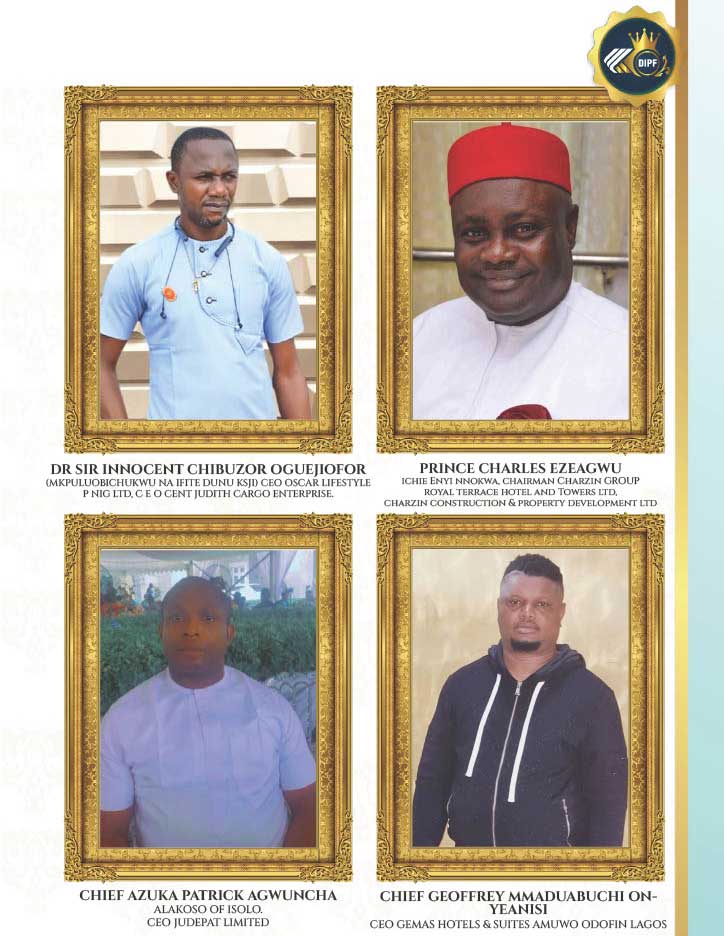 DIPF
DR SIR INNOCENT CHIBUZOR OGUEJIOFOR
(MKPULUOBICHUKWU NA IFITE DUNU KSJI) CEO OSCAR LIFESTYLE
P NIG LTD, C E O CENT JUDITH CARGO ENTERPRISE.
PRINCE CHARLES EZEAGWU
ICHIE ENYI NNOKWA, CHAIRMAN CHARZIN GROUP
ROYAL TERRACE HOTEL AND TOWERS LTD,
CHARZIN CONSTRUCTION & PROPERTY DEVELOPMENT LTD
CHIEF AZUKA PATRICK AGWUNCHA
ALAKOSO OF ISOLO.
CEO JUDEPAT LIMITED
CHIEF GEOFFREY MMADUABUCHI ON-
YEANISI
CEO GEMAS HOTELS & SUITES AMUWO ODOFIN LAGOS